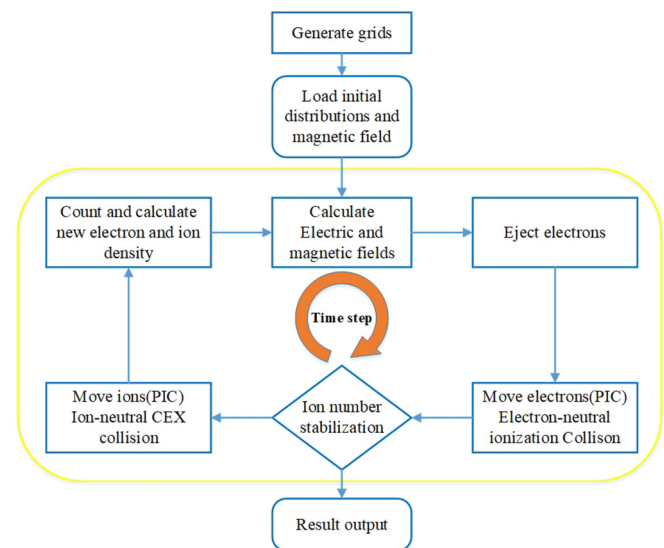 Generate grids
Load initial
distributions and
magnetic field
Count and calculate
new electron and ion
density
Calculate
Electric and
magnetic fields
Eject electrons
Time step
Move ions(PIC)
Ion-neutral CEX
collision
Ion number
stabilization
Move electrons(PIC)
Electron-neutral
ionization Collison
Result output